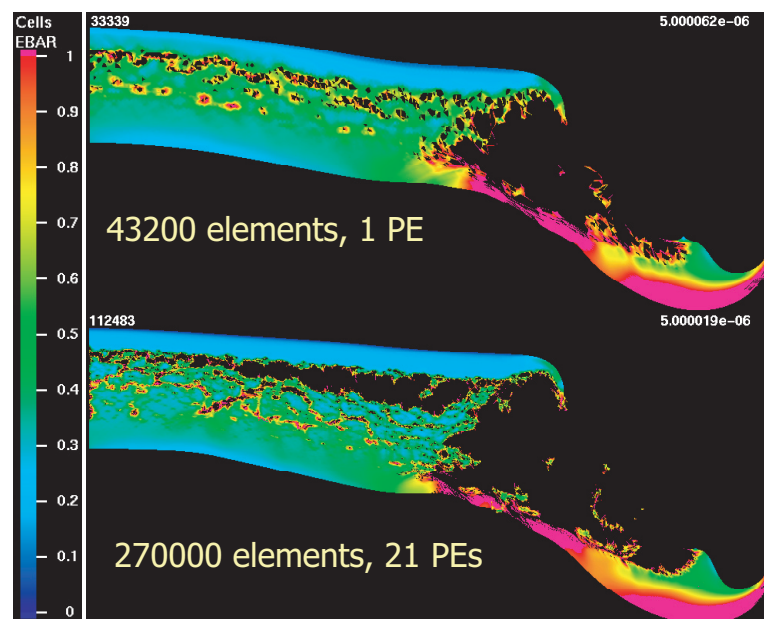 Cells
EBAR
1
0.9
0.8
0.7
0.6
0.5
0.4
0.3
0.2
0.1
0
33339
5.000062e-06
43200 elements, 1 PE
112483
5.000019e-06
270000 elements, 21 PEs